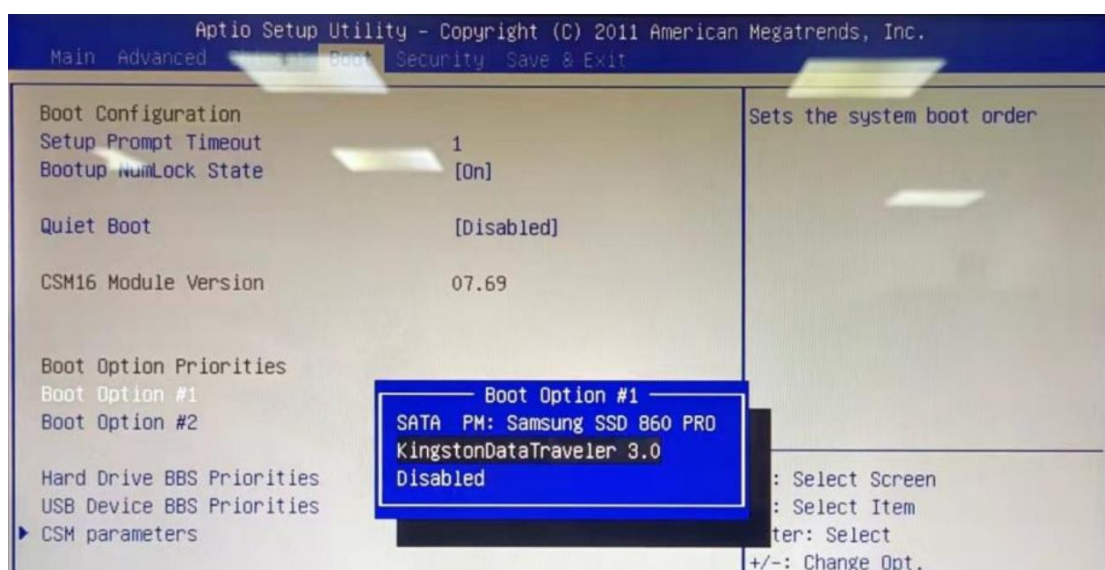 Aptio Setup Utility – Copyright (C) 2011 American Megatrends, Inc.
Main Advanced Boot Security Save & Exit
Boot Configuration
Setup Prompt Timeout 1
Bootup NumLock State [On]
Quiet Boot [Disabled]
CSM16 Module Version 07.69
Boot Option Priorities
Boot Option #1
Boot Option #2
Hard Drive BBS Priorities
USB Device BBS Priorities
CSM parameters
Boot Option #1
SATA PM: Samsung SSD 860 PRO
KingstonDataTraveler 3.0
Disabled
Sets the system boot order
: Select Screen
: Select Item
ter: Select
+/-: Change Opt.